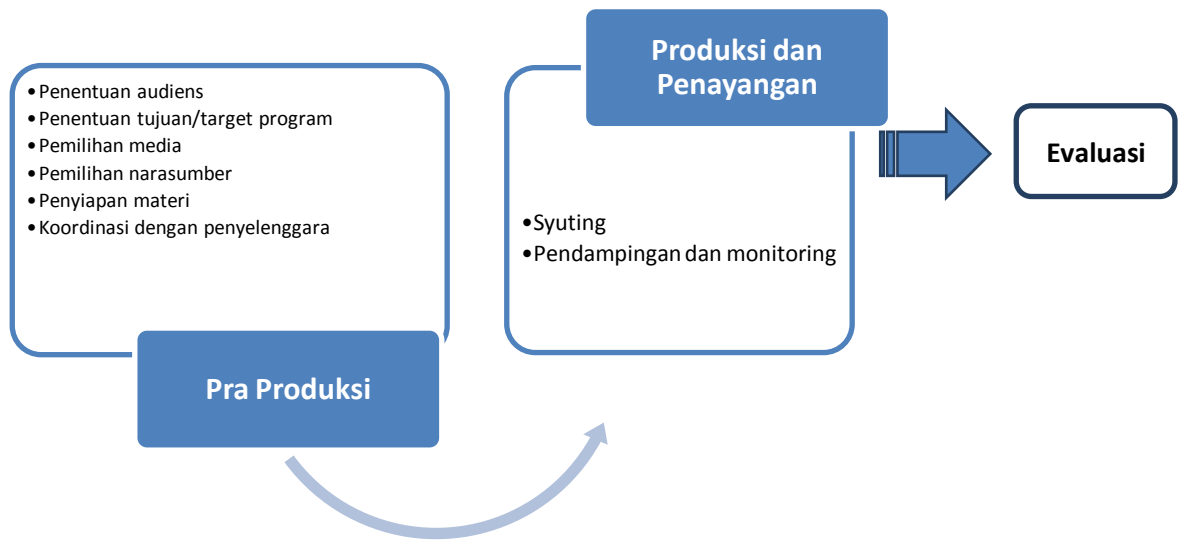 •Penentuan audiens
•Penentuan tujuan/target program
•Pemilihan media
•Pemilihan narasumber
•Penyiapan materi
•Koordinasi dengan penyelenggara
Pra Produksi
Produksi dan
Penayangan
•Syuting
•Pendampingan dan monitoring
Evaluasi